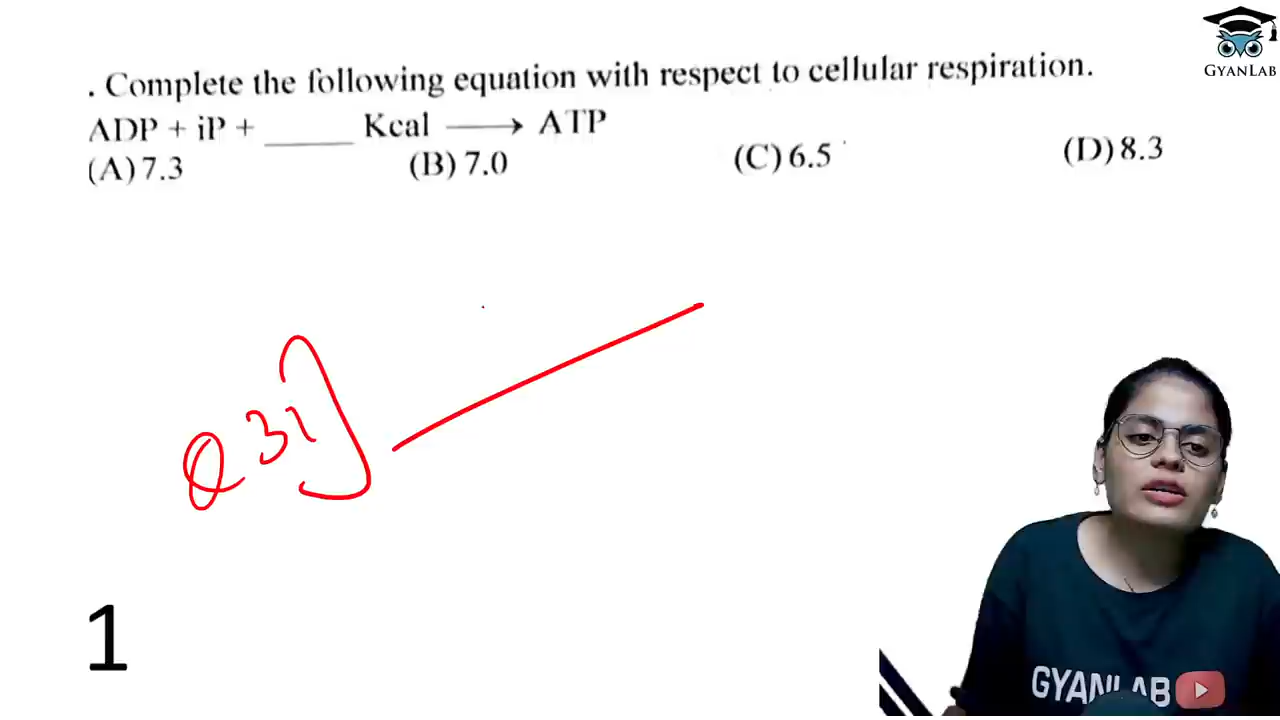 GYANLAB
. Complete the following equation with respect to cellular respiration.
ADP + iP + _____ Kcal ⟶ ATP
(A) 7.3 (B) 7.0 (C) 6.5 (D) 8.3
1
GYANLAB